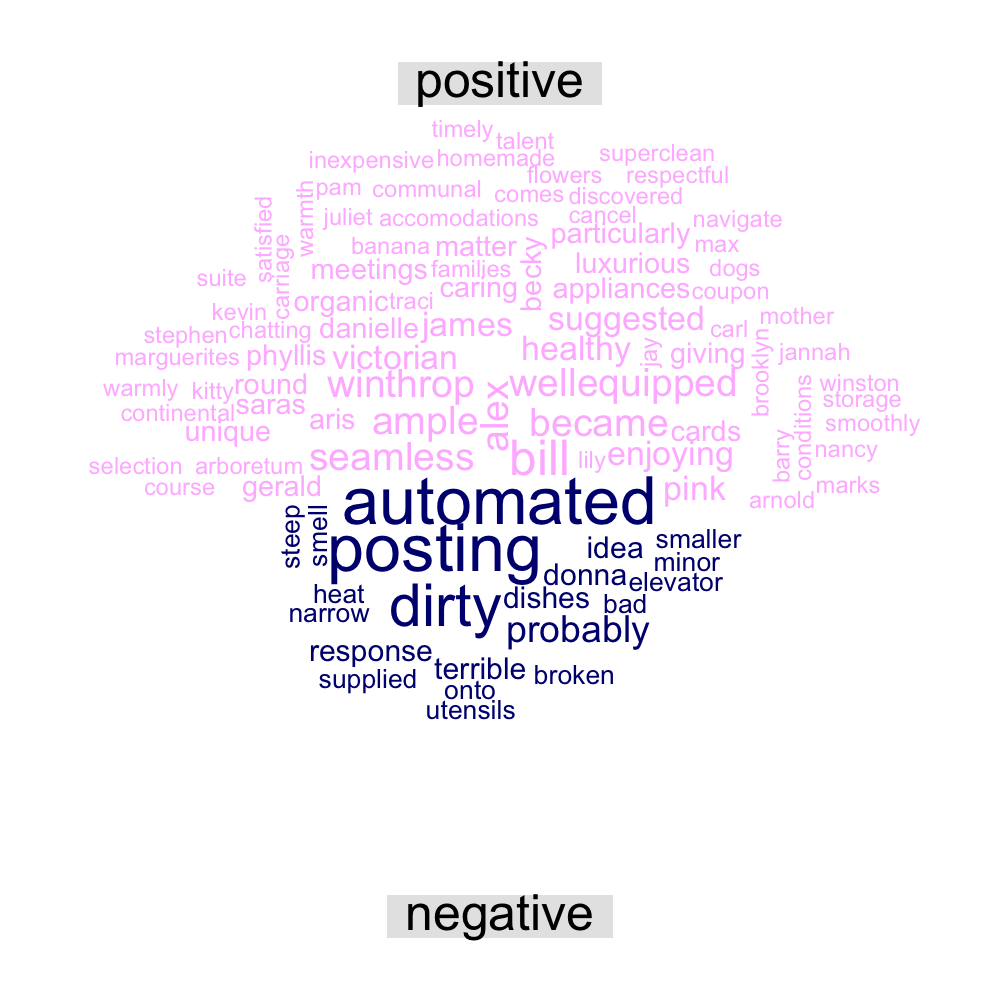 positive
timely
talent
inexpensive homemade superclean
flowers respectful
pam communal comes discovered
satisfied warmth juliet accomodations cancel navigate
banana matter becky particularly max
suite carriage meetings families luxurious dogs
kevin organic traci caring appliances coupon
stephen chatting danielle james suggested carl mother
marguerites phyllis victorian healthy jay giving brooklyn jannah
warmly kitty round winthrop alex wellequipped conditions winston
continental saras aris ample became cards storage
unique smoothly
selection arboretum seamless bill lily enjoying barry nancy
course gerald pink arnold marks
automated
steep smell posting idea smaller
donna minor
heat dirty dishes elevator
narrow bad
probably
response terrible broken
supplied onto
utensils
negative